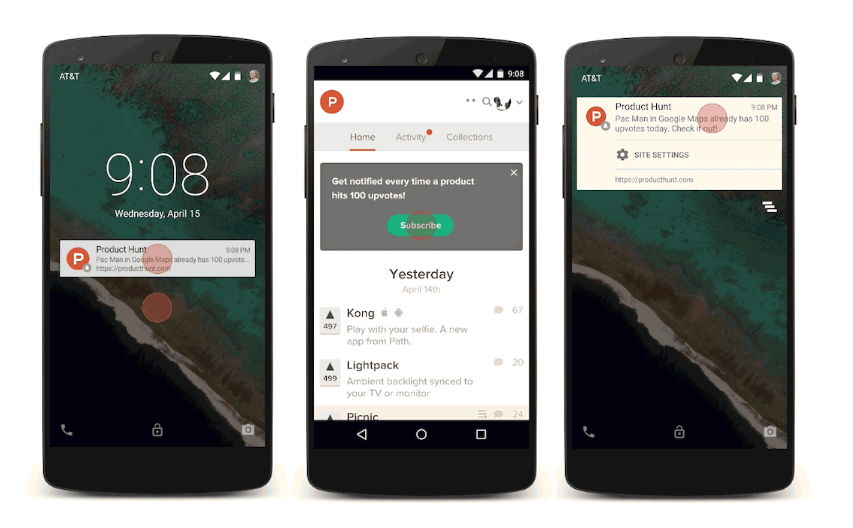 AT&T
9:08
Wednesday, April 15
P
Product Hunt
9:08 PM
Pac Man in Google Maps already has 100 upvote...
https://producthunt.com
9:08
P
Home
Activity
Collections
Get notified every time a product
hits 100 upvotes!
Subscribe
Yesterday
April 14th
497
Kong
67
Play with your selfie. A new
app from Path.
499
Lightpack
20
Ambient backlight synced to
your TV or monitor
Picnic
24
AT&T
P
Product Hunt
9:08 PM
Pac Man in Google Maps already has 100
upvotes today. Check it out!
SITE SETTINGS
https://producthunt.com